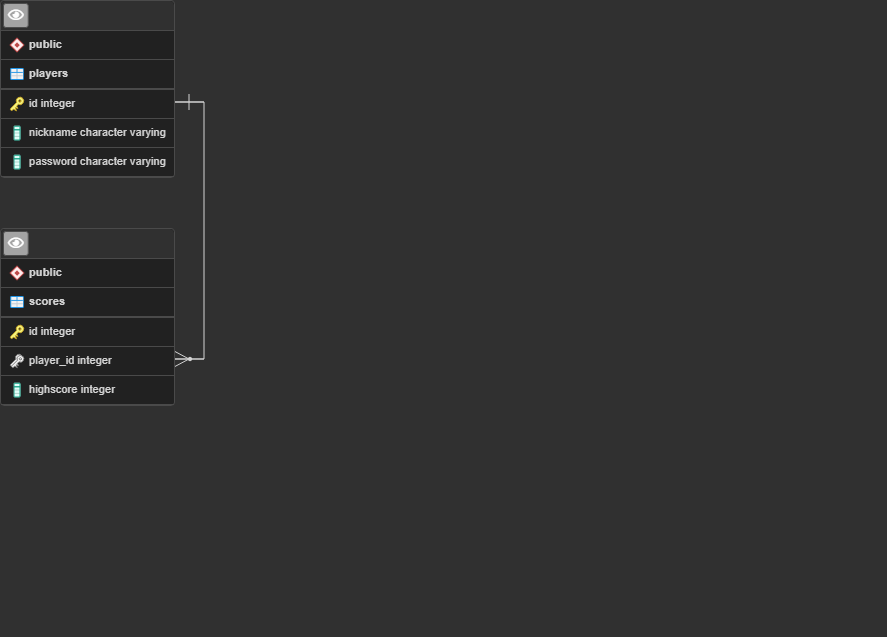 public
players
id integer
nickname character varying
password character varying
public
scores
id integer
player_id integer
highscore integer